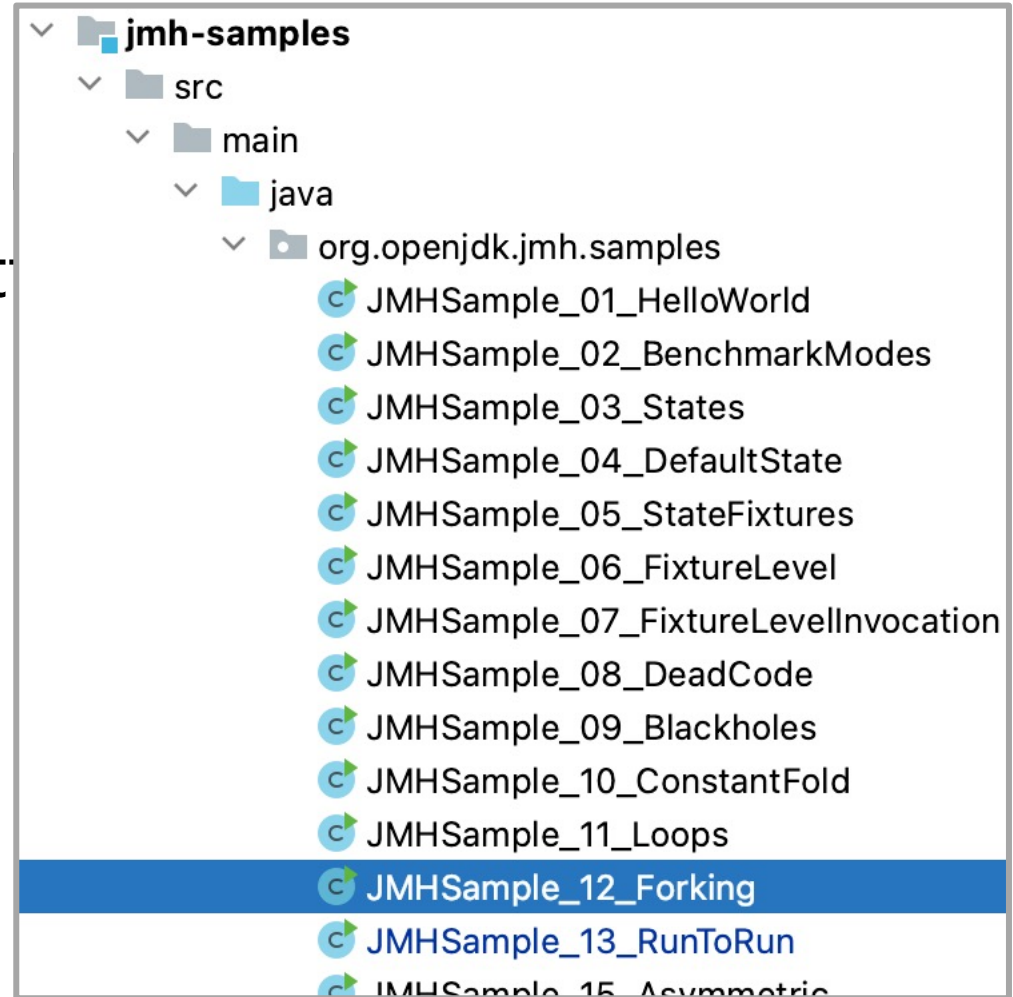 jmh-samples
src
main
java
org.openjdk.jmh.samples
JMHSample_01_HelloWorld
JMHSample_02_BenchmarkModes
JMHSample_03_States
JMHSample_04_DefaultState
JMHSample_05_StateFixtures
JMHSample_06_FixtureLevel
JMHSample_07_FixtureLevelInvocation
JMHSample_08_DeadCode
JMHSample_09_Blackholes
JMHSample_10_ConstantFold
JMHSample_11_Loops
JMHSample_12_Forking
JMHSample_13_RunToRun
JMHSample_15_Asymmetric